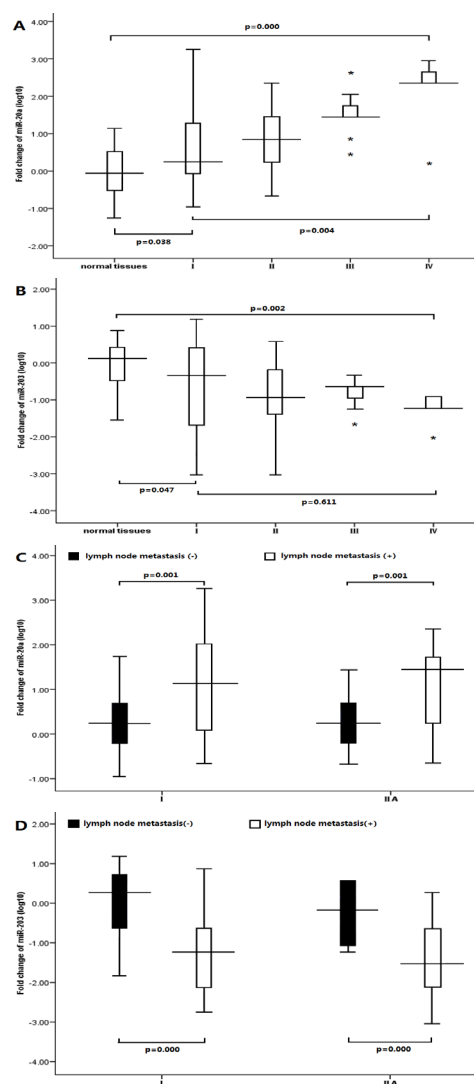 A
p=0.000
4.00
3.00
2.00
1.00
0.00
-1.00
-2.00
Fold change of miR-20a (log10)
*
*
*
*
p=0.004
p=0.038
normal tissues I II III IV
B
p=0.002
2.00
1.00
0.00
-1.00
-2.00
-3.00
-4.00
Fold change of miR-203 (log10)
*
*
p=0.047
p=0.611
normal tissues I II III IV
C
lymph node metastasis (-) lymph node metastasis (+)
p=0.001 p=0.001
4.00
3.00
2.00
1.00
0.00
-1.00
Fold change of miR-20a (log10)
I IIA
D
lymph node metastasis(-) lymph node metastasis(+)
2.00
1.00
0.00
-1.00
-2.00
-3.00
-4.00
Fold change of miR-203 (log10)
p=0.000 p=0.000
I IIA